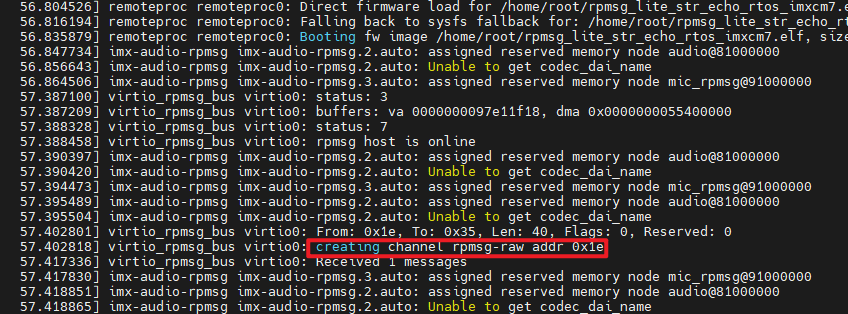 56.804526] remoteproc remoteproc0: Direct firmware load for /home/root/rpmsg_lite_str_echo_rtos_imxcm7.e
56.816194] remoteproc remoteproc0: Falling back to sysfs fallback for: /home/root/rpmsg_lite_str_echo_rt
56.835879] remoteproc remoteproc0: Booting fw image /home/root/rpmsg_lite_str_echo_rtos_imxcm7.elf, size
56.847734] imx-audio-rpmsg imx-audio-rpmsg.2.auto: assigned reserved memory node audio@81000000
56.856643] imx-audio-rpmsg imx-audio-rpmsg.2.auto: Unable to get codec_dai_name
56.864506] imx-audio-rpmsg imx-audio-rpmsg.3.auto: assigned reserved memory node mic_rpmsg@91000000
57.387100] virtio_rpmsg_bus virtio0: status: 3
57.387209] virtio_rpmsg_bus virtio0: buffers: va 0000000097e11f18, dma 0x0000000055400000
57.388328] virtio_rpmsg_bus virtio0: status: 7
57.388458] virtio_rpmsg_bus virtio0: rpmsg host is online
57.390397] imx-audio-rpmsg imx-audio-rpmsg.2.auto: assigned reserved memory node audio@81000000
57.390420] imx-audio-rpmsg imx-audio-rpmsg.2.auto: Unable to get codec_dai_name
57.394473] imx-audio-rpmsg imx-audio-rpmsg.3.auto: assigned reserved memory node mic_rpmsg@91000000
57.395489] imx-audio-rpmsg imx-audio-rpmsg.2.auto: assigned reserved memory node audio@81000000
57.395504] imx-audio-rpmsg imx-audio-rpmsg.2.auto: Unable to get codec_dai_name
57.402801] virtio_rpmsg_bus virtio0: From: 0x1e, To: 0x35, Len: 40, Flags: 0, Reserved: 0
57.402818] virtio_rpmsg_bus virtio0: creating channel rpmsg-raw addr 0x1e
57.417336] virtio_rpmsg_bus virtio0: Received 1 messages
57.417830] imx-audio-rpmsg imx-audio-rpmsg.3.auto: assigned reserved memory node mic_rpmsg@91000000
57.418851] imx-audio-rpmsg imx-audio-rpmsg.2.auto: assigned reserved memory node audio@81000000
57.418865] imx-audio-rpmsg imx-audio-rpmsg.2.auto: Unable to get codec_dai_name